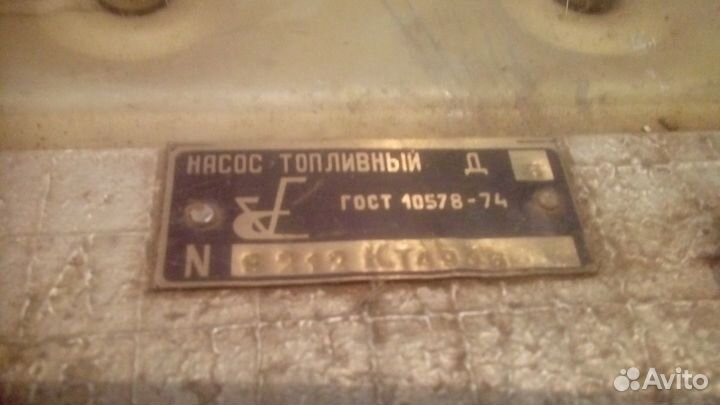 НАСОС ТОПЛИВНЫЙ Д
ГОСТ 10578-74
N
Avito